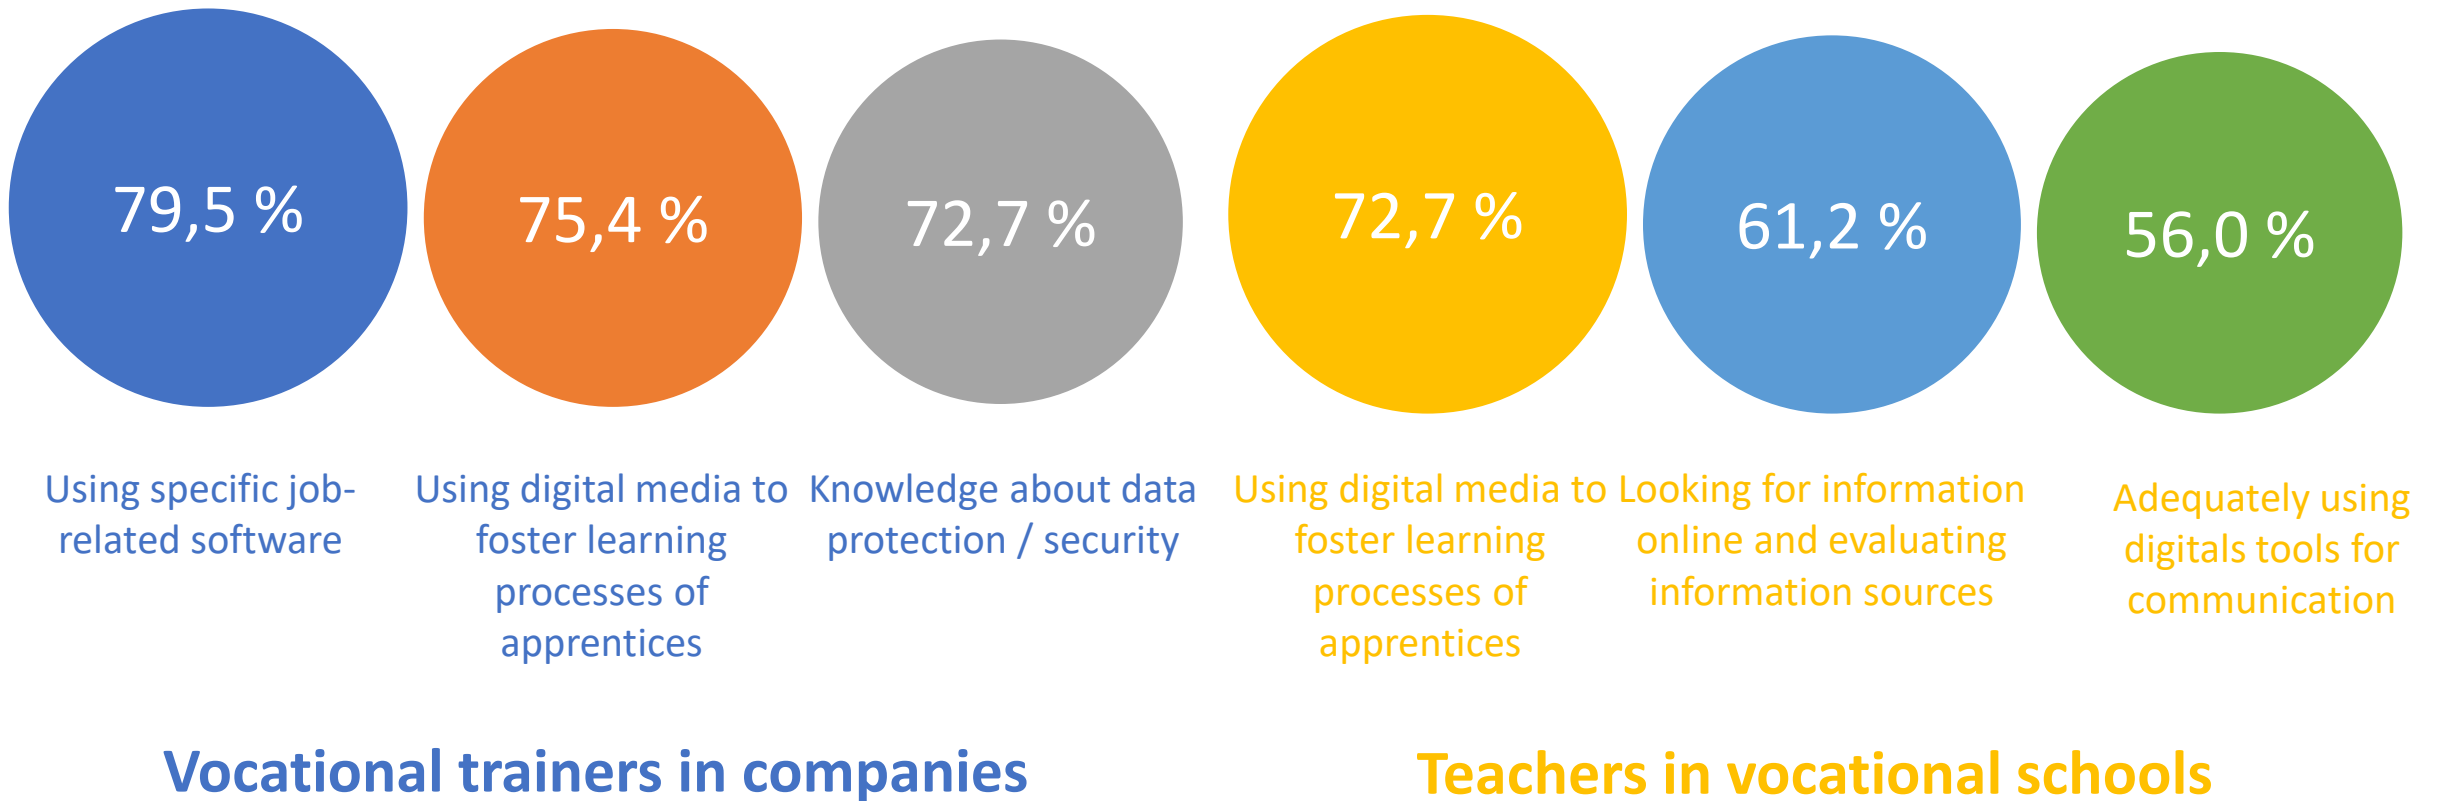 79,5 %
75,4 %
72,7 %
72,7 %
61,2 %
56,0 %
Using specific job-
related software
Using digital media to
foster learning
processes of
apprentices
Knowledge about data
protection / security
Using digital media to
foster learning
processes of
apprentices
Looking for information
online and evaluating
information sources
Adequately using
digitals tools for
communication
Vocational trainers in companies
Teachers in vocational schools